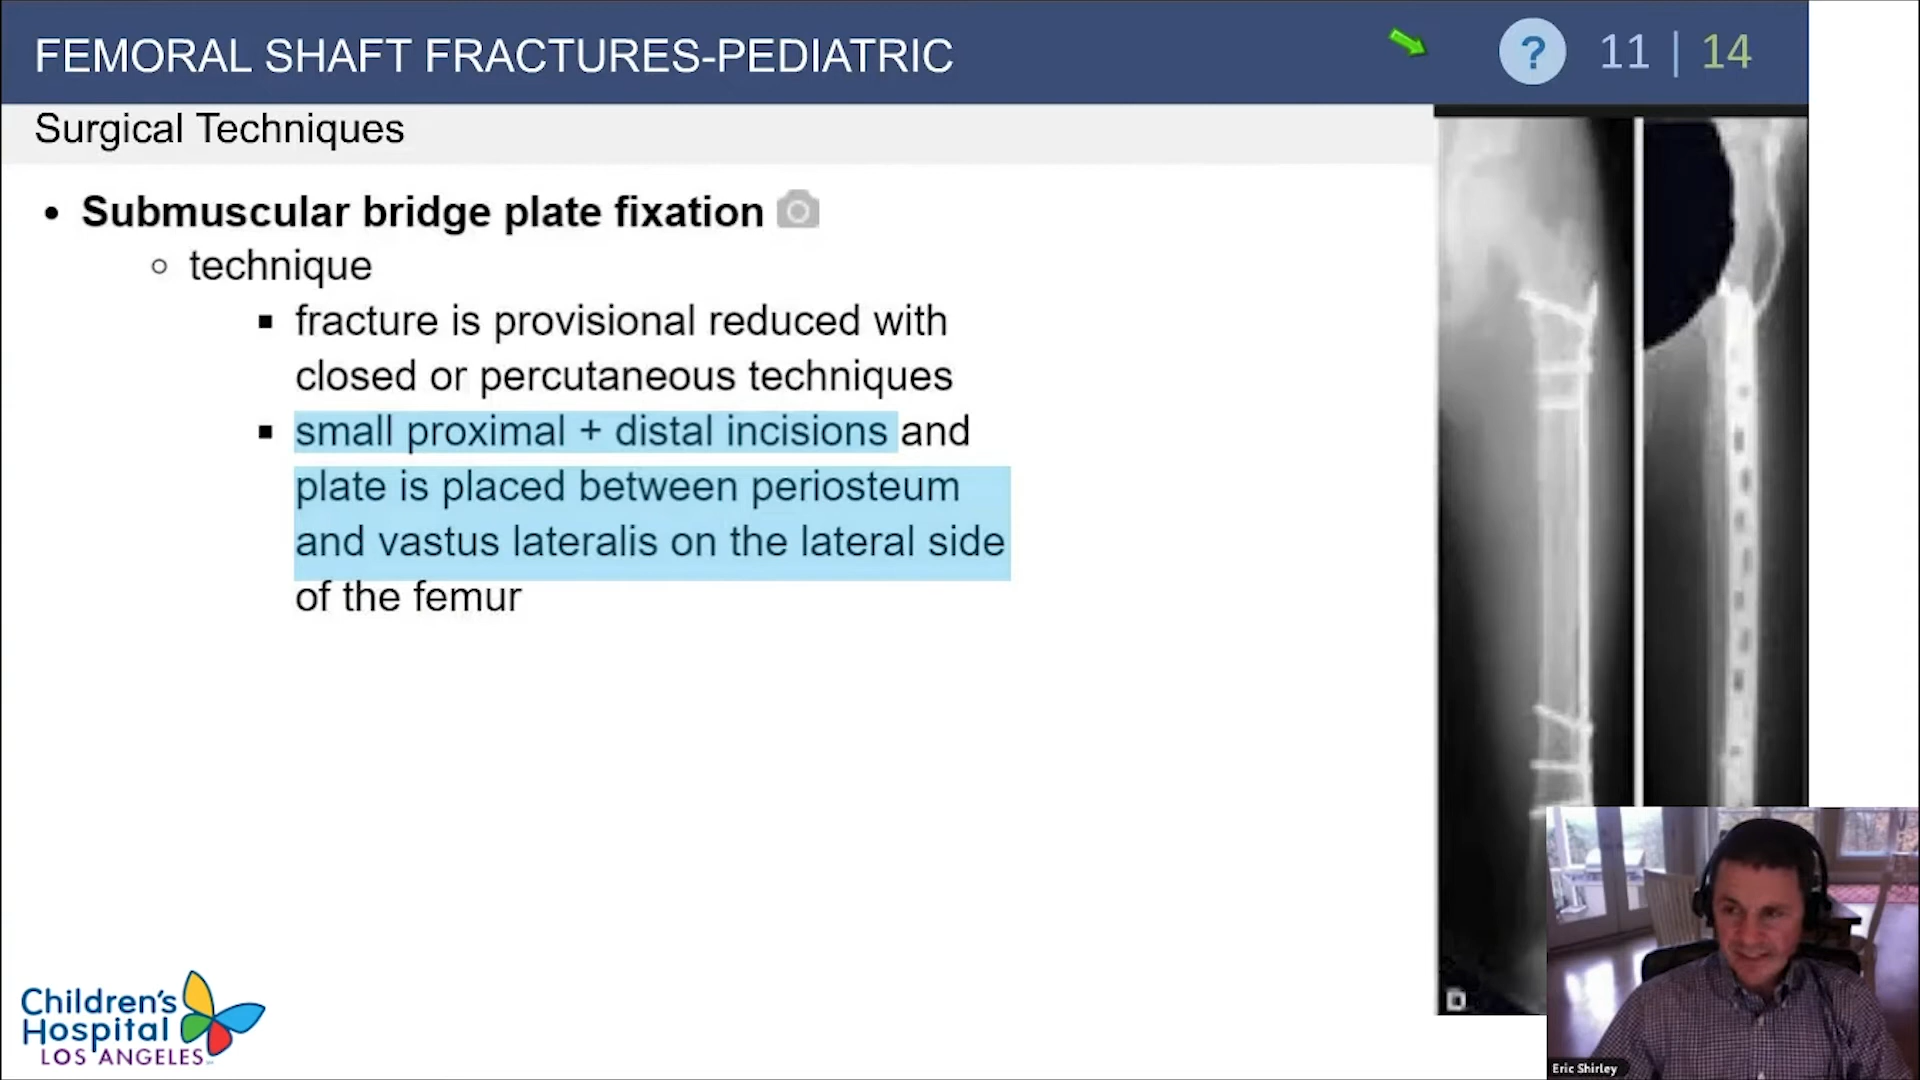 FEMORAL SHAFT FRACTURES-PEDIATRIC
? 11 | 14
Surgical Techniques
• Submuscular bridge plate fixation
technique
fracture is provisional reduced with
closed or percutaneous techniques
small proximal + distal incisions and
plate is placed between periosteum
and vastus lateralis on the lateral side
of the femur
D
Children's
Hospital
LOS ANGELES
Eric Shirley